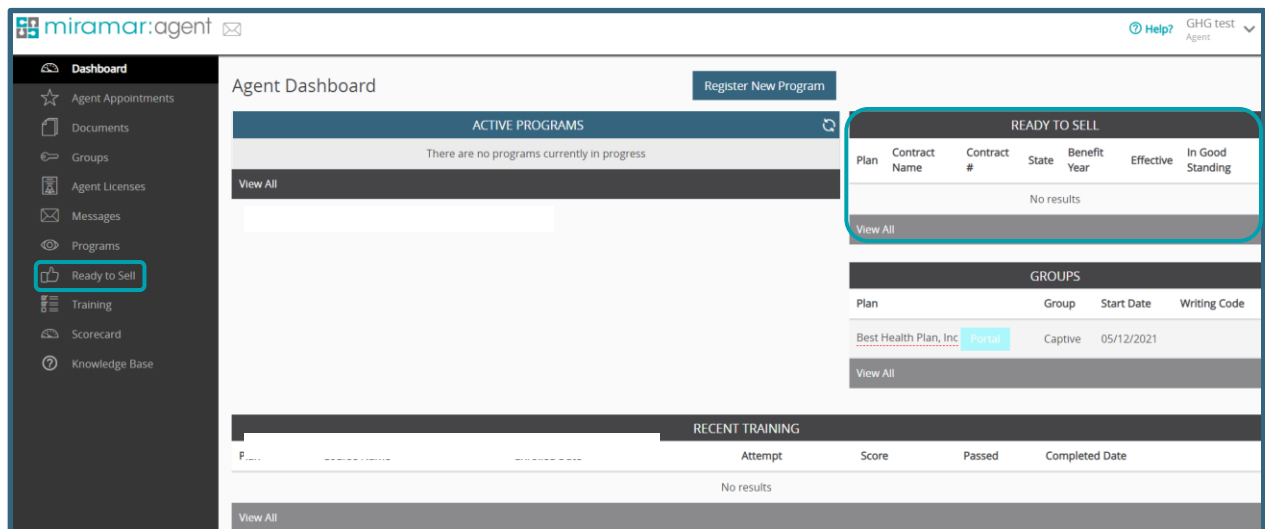 miramar:agent
Help?
GHG test
Agent
Dashboard
Agent Appointments
Documents
Groups
Agent Licenses
Messages
Programs
Ready to Sell
Training
Scorecard
Knowledge Base
Agent Dashboard
Register New Program
ACTIVE PROGRAMS
There are no programs currently in progress
View All
READY TO SELL
Plan Contract Name Contract # State Benefit Year Effective In Good Standing
No results
View All
GROUPS
Plan Group Start Date Writing Code
Best Health Plan, Inc Portal Captive 05/12/2021
View All
RECENT TRAINING
Attempt Score Passed Completed Date
No results
View All